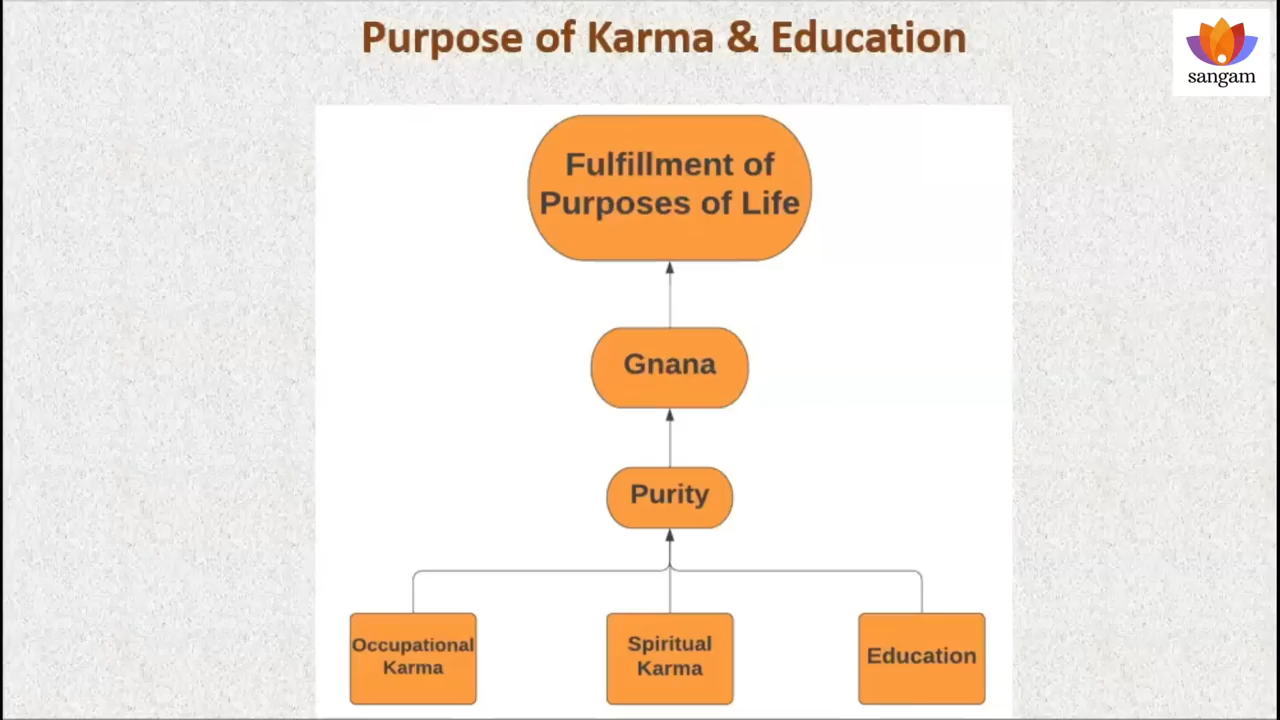 Purpose of Karma & Education
sangam
Fulfillment of
Purposes of Life
Gnana
Purity
Occupational
Karma
Spiritual
Karma
Education